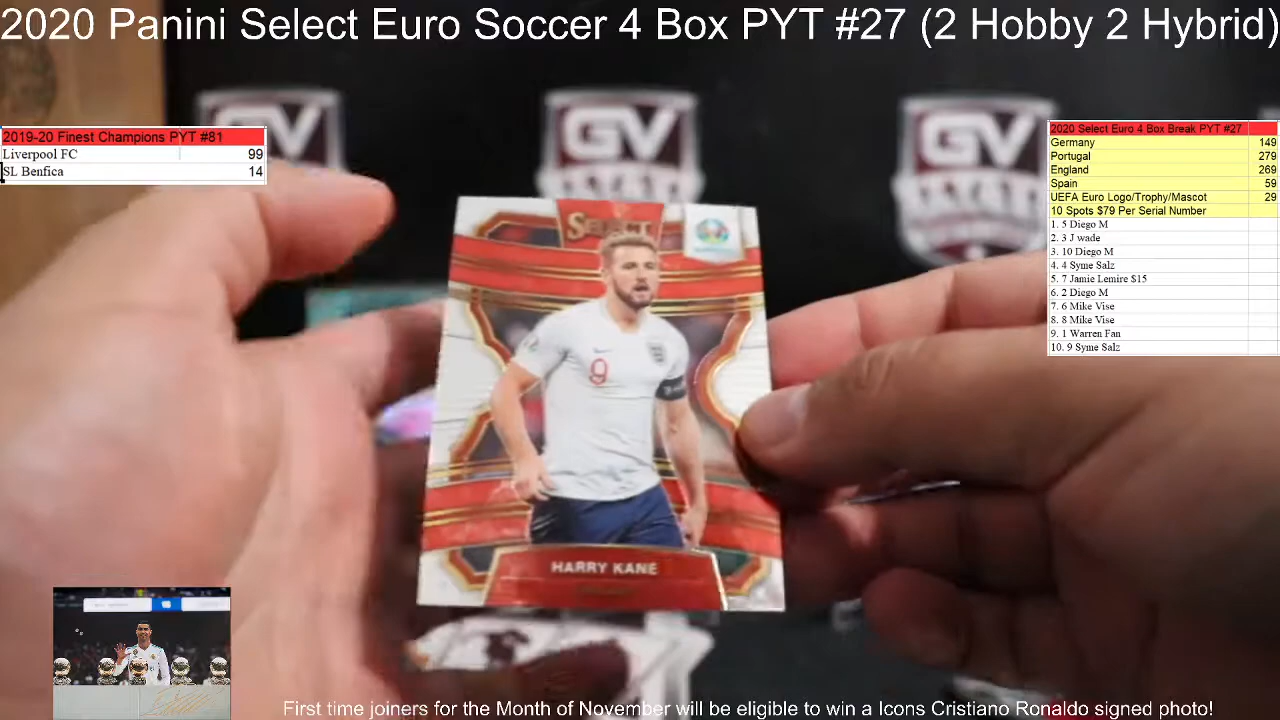 2020 Panini Select Euro Soccer 4 Box PYT #27 (2 Hobby 2 Hybrid)
GV GV GV
2019-20 Finest Champions PYT #81
Liverpool FC 99
SL Benfica 14
2020 Select Euro 4 Box Break PYT #27
Germany 149
Portugal 279
England 269
Spain 59
UEFA Euro Logo/Trophy/Mascot 29
10 Spots $79 Per Serial Number
1. 5 Diego M
2. 3 J wade
3. 10 Diego M
4. 4 Syme Salz
5. 7 Jamie Lemire $15
6. 2 Diego M
7. 6 Mike Vise
8. 8 Mike Vise
9. 1 Warren Fan
10. 9 Syme Salz
SELECT
9
HARRY KANE
First time joiners for the Month of November will be eligible to win a Icons Cristiano Ronaldo signed photo!